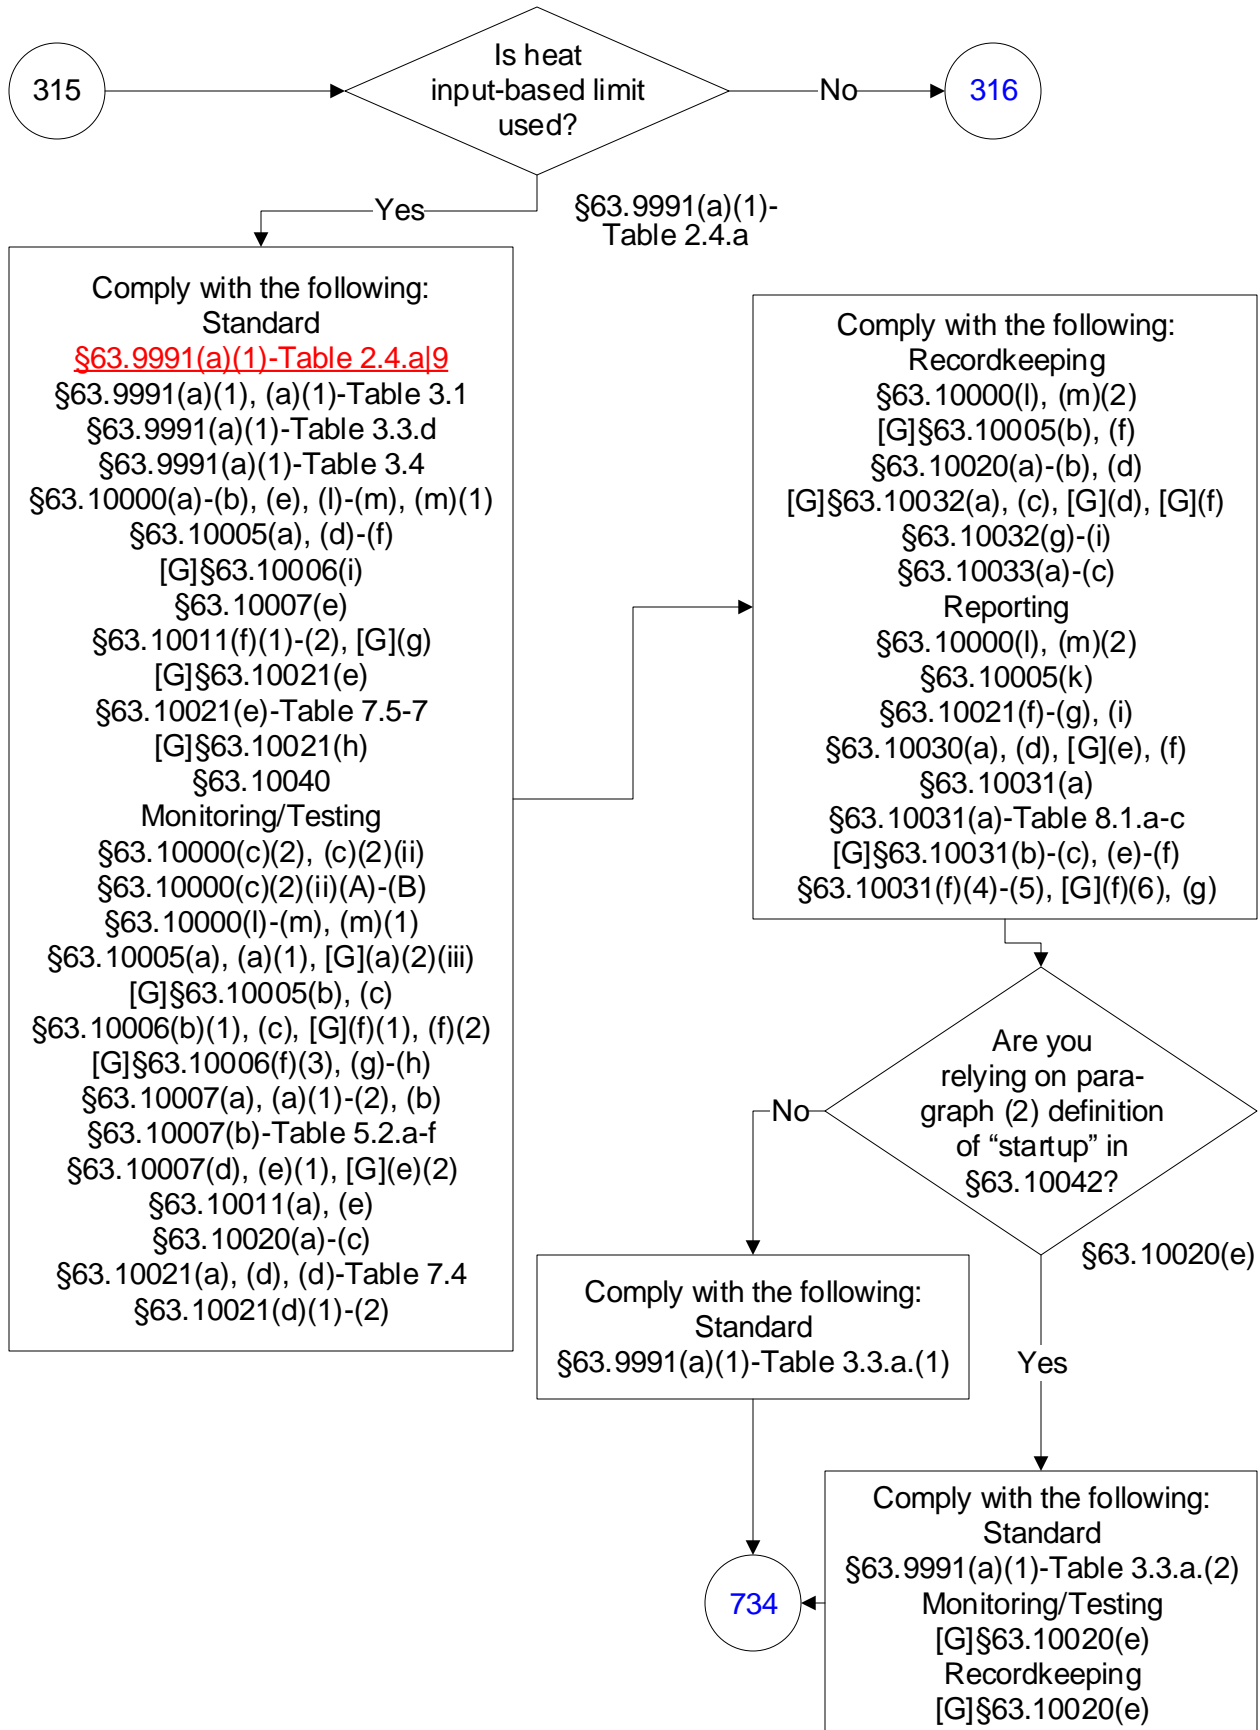 315
Is heat
input-based limit
used?
No
316
Yes
§63.9991(a)(1)-
Table 2.4.a
Comply with the following:
Standard
§63.9991(a)(1)-Table 2.4.a|9
§63.9991(a)(1), (a)(1)-Table 3.1
§63.9991(a)(1)-Table 3.3.d
§63.9991(a)(1)-Table 3.4
§63.10000(a)-(b), (e), (l)-(m), (m)(1)
§63.10005(a), (d)-(f)
[G]§63.10006(i)
§63.10007(e)
§63.10011(f)(1)-(2), [G](g)
[G]§63.10021(e)
§63.10021(e)-Table 7.5-7
[G]§63.10021(h)
§63.10040
Monitoring/Testing
§63.10000(c)(2), (c)(2)(ii)
§63.10000(c)(2)(ii)(A)-(B)
§63.10000(l)-(m), (m)(1)
§63.10005(a), (a)(1), [G](a)(2)(iii)
[G]§63.10005(b), (c)
§63.10006(b)(1), (c), [G](f)(1), (f)(2)
[G]§63.10006(f)(3), (g)-(h)
§63.10007(a), (a)(1)-(2), (b)
§63.10007(b)-Table 5.2.a-f
§63.10007(d), (e)(1), [G](e)(2)
§63.10011(a), (e)
§63.10020(a)-(c)
§63.10021(a), (d), (d)-Table 7.4
§63.10021(d)(1)-(2)
Comply with the following:
Recordkeeping
§63.10000(l), (m)(2)
[G]§63.10005(b), (f)
§63.10020(a)-(b), (d)
[G]§63.10032(a), (c), [G](d), [G](f)
§63.10032(g)-(i)
§63.10033(a)-(c)
Reporting
§63.10000(l), (m)(2)
§63.10005(k)
§63.10021(f)-(g), (i)
§63.10030(a), (d), [G](e), (f)
§63.10031(a)
§63.10031(a)-Table 8.1.a-c
[G]§63.10031(b)-(c), (e)-(f)
§63.10031(f)(4)-(5), [G](f)(6), (g)
Are you
relying on para-
graph (2) definition
of “startup” in
§63.10042?
No
§63.10020(e)
Comply with the following:
Standard
§63.9991(a)(1)-Table 3.3.a.(1)
Yes
Comply with the following:
Standard
§63.9991(a)(1)-Table 3.3.a.(2)
Monitoring/Testing
[G]§63.10020(e)
Recordkeeping
[G]§63.10020(e)
734